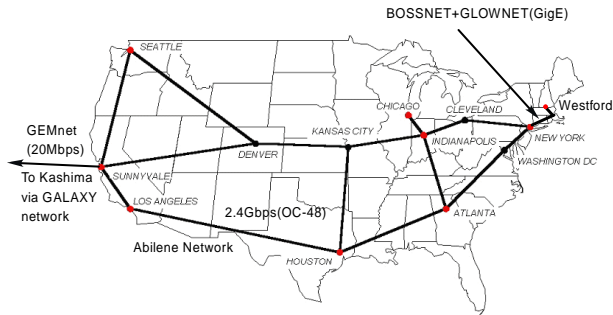 BOSSNET+GLOWNET(GigE)
SEATTLE
CHICAGO
CLEVELAND
Westford
GEMnet
(20Mbps)
KANSAS CITY
INDIANAPOLIS
NEW YORK
DENVER
WASHINGTON DC
To Kashima
via GALAXY
network
SUNNYVALE
LOS ANGELES
2.4Gbps(OC-48)
ATLANTA
Abilene Network
HOUSTON